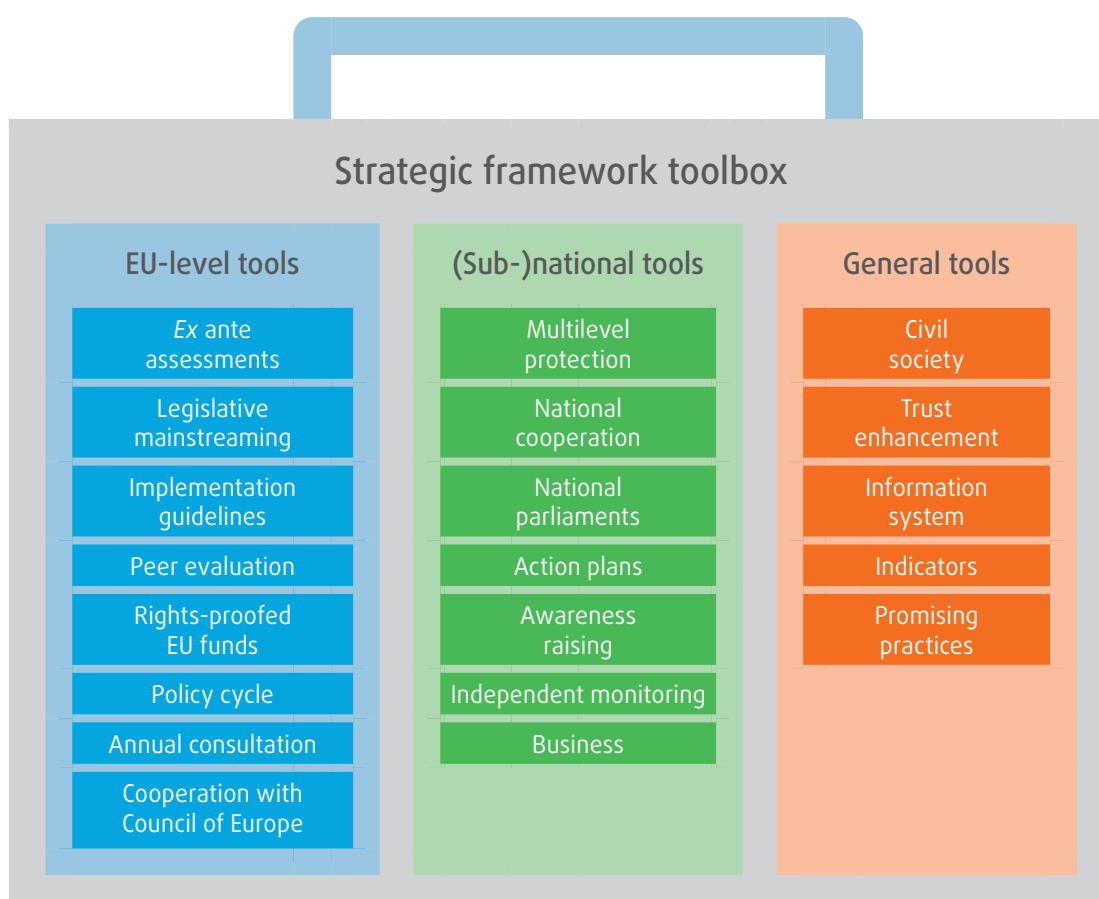 Strategic framework toolbox
EU-level tools
Ex ante
assessments
Legislative
mainstreaming
Implementation
guidelines
Peer evaluation
Rights-proofed
EU funds
Policy cycle
Annual consultation
Cooperation with
Council of Europe
(Sub-)national tools
Multilevel
protection
National
cooperation
National
parliaments
Action plans
Awareness
raising
Independent monitoring
Business
General tools
Civil
society
Trust
enhancement
Information
system
Indicators
Promising
practices